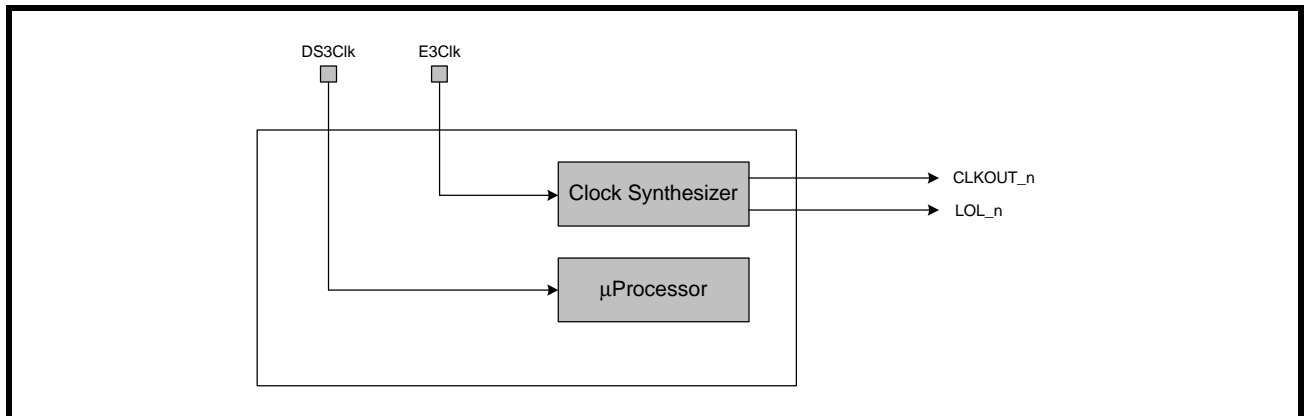 DS3Clk
E3Clk
Clock Synthesizer
CLKOUT_n
LOL_n
μProcessor